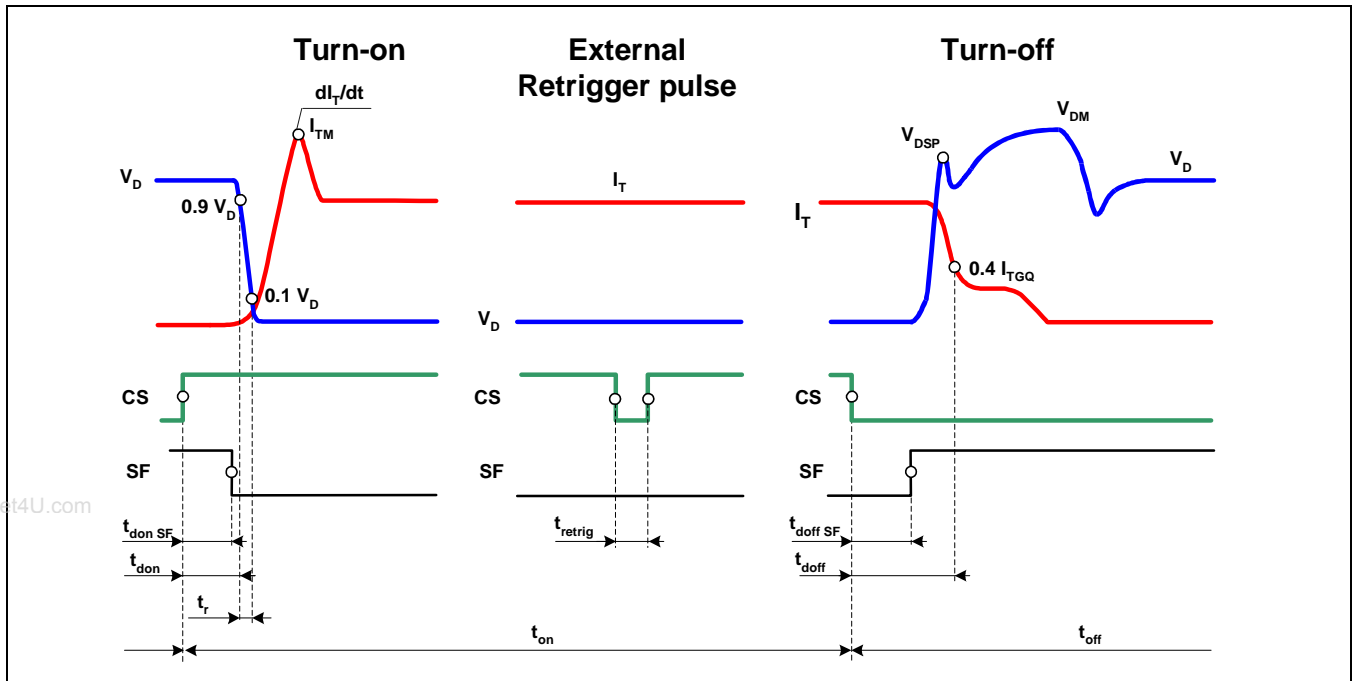 Turn-on
External
Retrigger pulse
Turn-off
dI_T/dt
I_TM
V_D
0.9 V_D
0.1 V_D
I_T
V_D
V_DSP
V_DM
V_D
I_T
0.4 I_TGQ
CS
CS
CS
SF
SF
SF
et4U.com
t_don SF
t_retrig
t_doff SF
t_don
t_doff
t_r
t_on
t_off